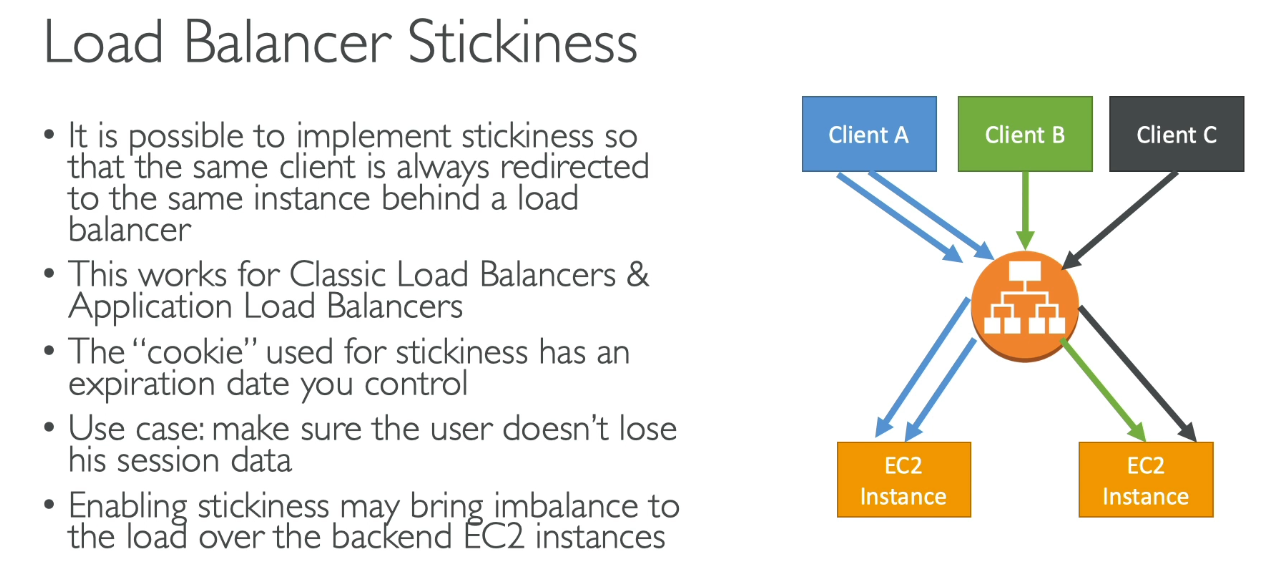 Load Balancer Stickiness
• It is possible to implement stickiness so
that the same client is always redirected
to the same instance behind a load
balancer
• This works for Classic Load Balancers &
Application Load Balancers
• The “cookie” used for stickiness has an
expiration date you control
• Use case: make sure the user doesn’t lose
his session data
• Enabling stickiness may bring imbalance to
the load over the backend EC2 instances
Client A
Client B
Client C
EC2
Instance
EC2
Instance